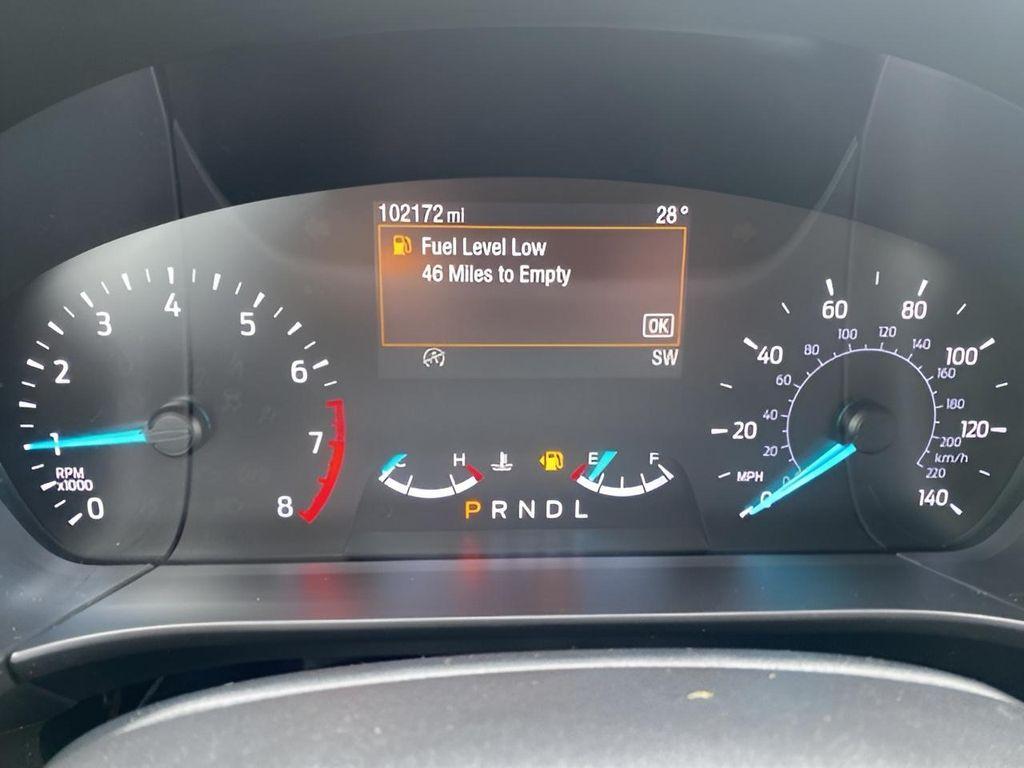 102172 mi 28°
Fuel Level Low
46 Miles to Empty
OK
A SW
0 1 2 3 4 5 6 7 8
RPM
x1000
C H
E F
P R N D L
0 20 40 60 80 100 120 140
MPH
0 20 40 60 80 100 120 140 160 180 200 220
km/h